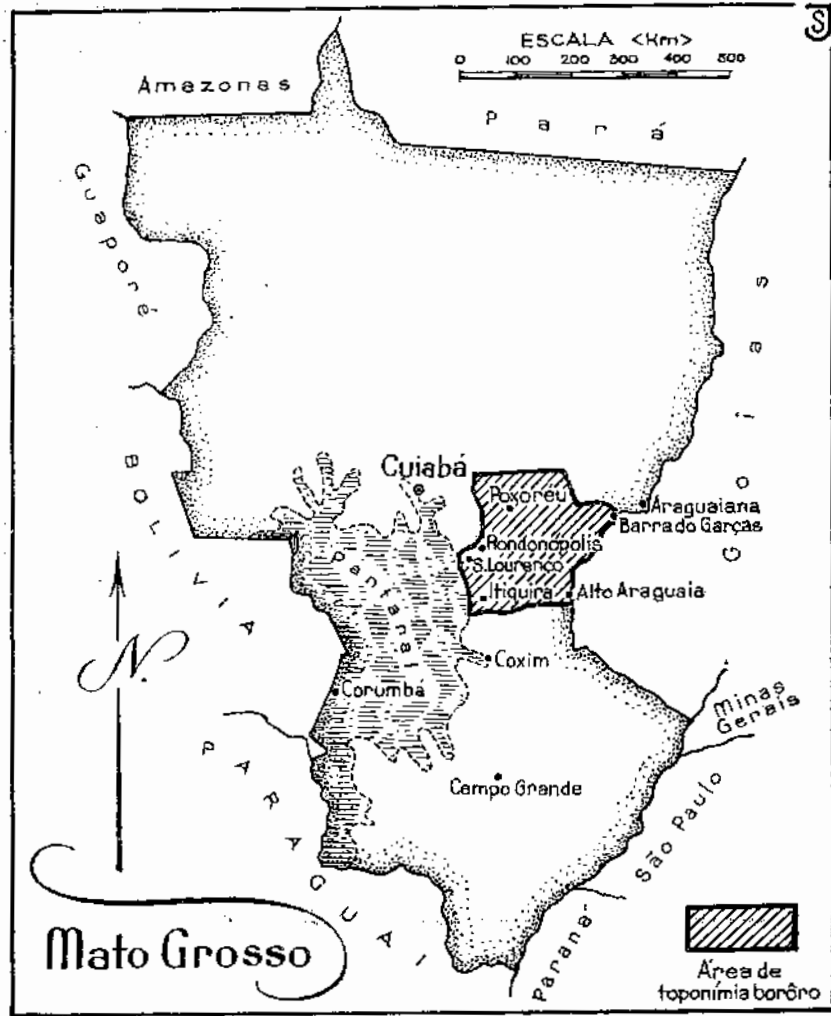 S
ESCALA <Km>
0 100 200 300 400 500
Amazonas
Pará
Guaporé
Goiás
BOLIVIA
Cuiabá
Poxoreu
Araguaiana
Barra do Garças
Rondonópolis
S. Lourenço
Pantanal
Itiquira
Alto Araguaia
N.
Coxim
Corumbá
Minas
Gerais
PARAGUAI
Campo Grande
São Paulo
Paraná
Mato Grosso
Área de
toponímia borôro